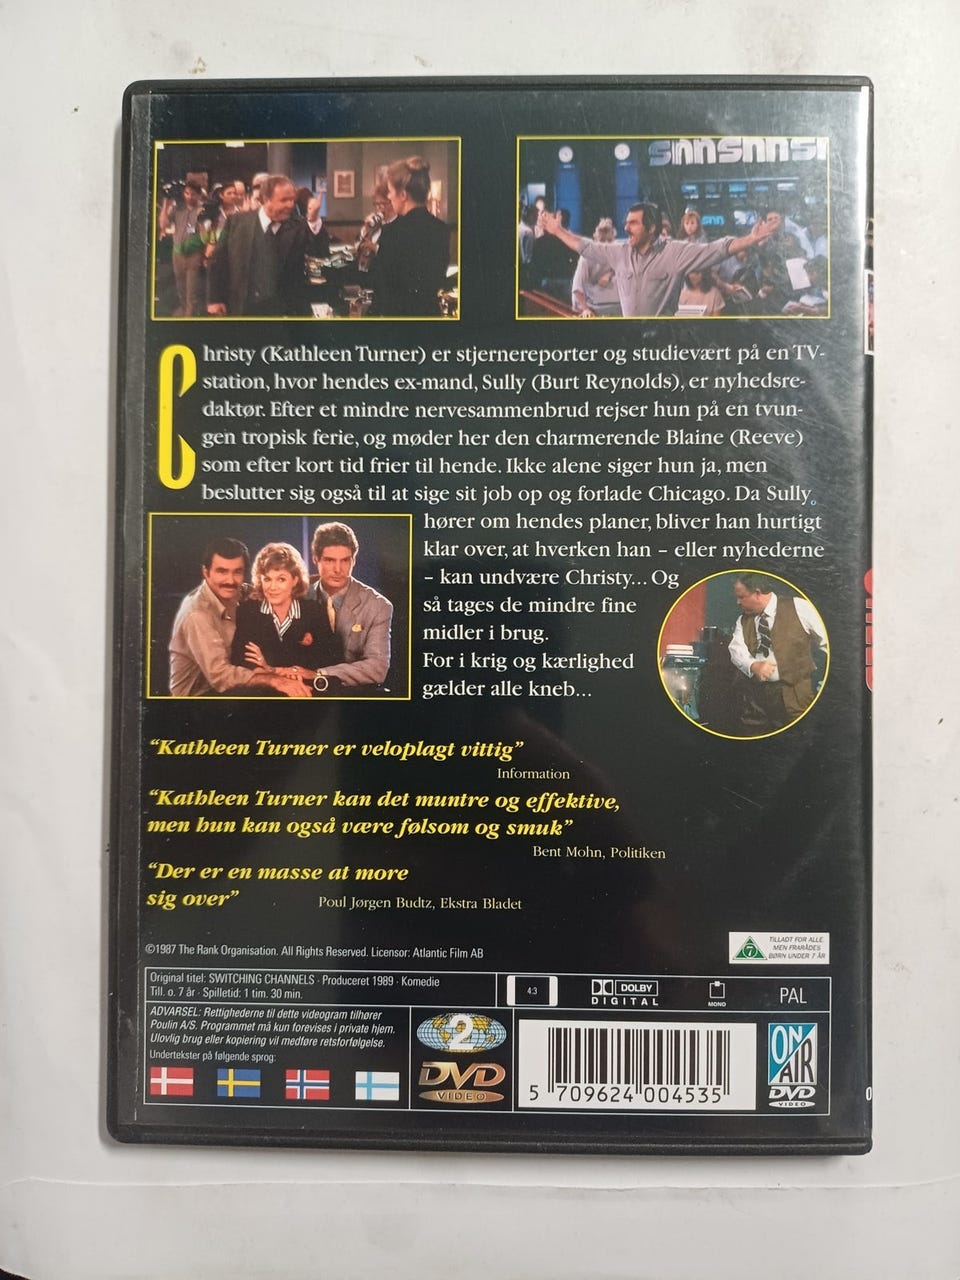 snn snn s
snn
Christy (Kathleen Turner) er stjernereporter og studievært på en TV-
station, hvor hendes ex-mand, Sully (Burt Reynolds), er nyhedsre-
daktør. Efter et mindre nervesammenbrud rejser hun på en tvun-
gen tropisk ferie, og møder her den charmerende Blaine (Reeve)
som efter kort tid frier til hende. Ikke alene siger hun ja, men
beslutter sig også til at sige sit job op og forlade Chicago. Da Sully
hører om hendes planer, bliver han hurtigt
klar over, at hverken han – eller nyhederne
– kan undvære Christy... Og
så tages de mindre fine
midler i brug.
For i krig og kærlighed
gælder alle kneb...
“Kathleen Turner er veloplagt vittig”
Information
“Kathleen Turner kan det muntre og effektive,
men hun kan også være følsom og smuk”
Bent Mohn, Politiken
“Der er en masse at more
sig over”
Poul Jørgen Budtz, Ekstra Bladet
©1987 The Rank Organisation. All Rights Reserved. Licensor: Atlantic Film AB
7
TILLADT FOR ALLE
MEN FRARÅDES
BØRN UNDER 7 ÅR
Original titel: SWITCHING CHANNELS · Produceret 1989 · Komedie
Till. o. 7 år · Spilletid: 1 tim. 30 min.
4:3
DOLBY
DIGITAL
MONO
PAL
ADVARSEL: Rettighederne til dette videogram tilhører
Poulin A/S. Programmet må kun forevises i private hjem.
Ulovlig brug eller kopiering vil medføre retsforfølgelse.
Undertekster på følgende sprog:
2
DVD
VIDEO
5 709624 004535
ON
AIR
DVD
VIDEO